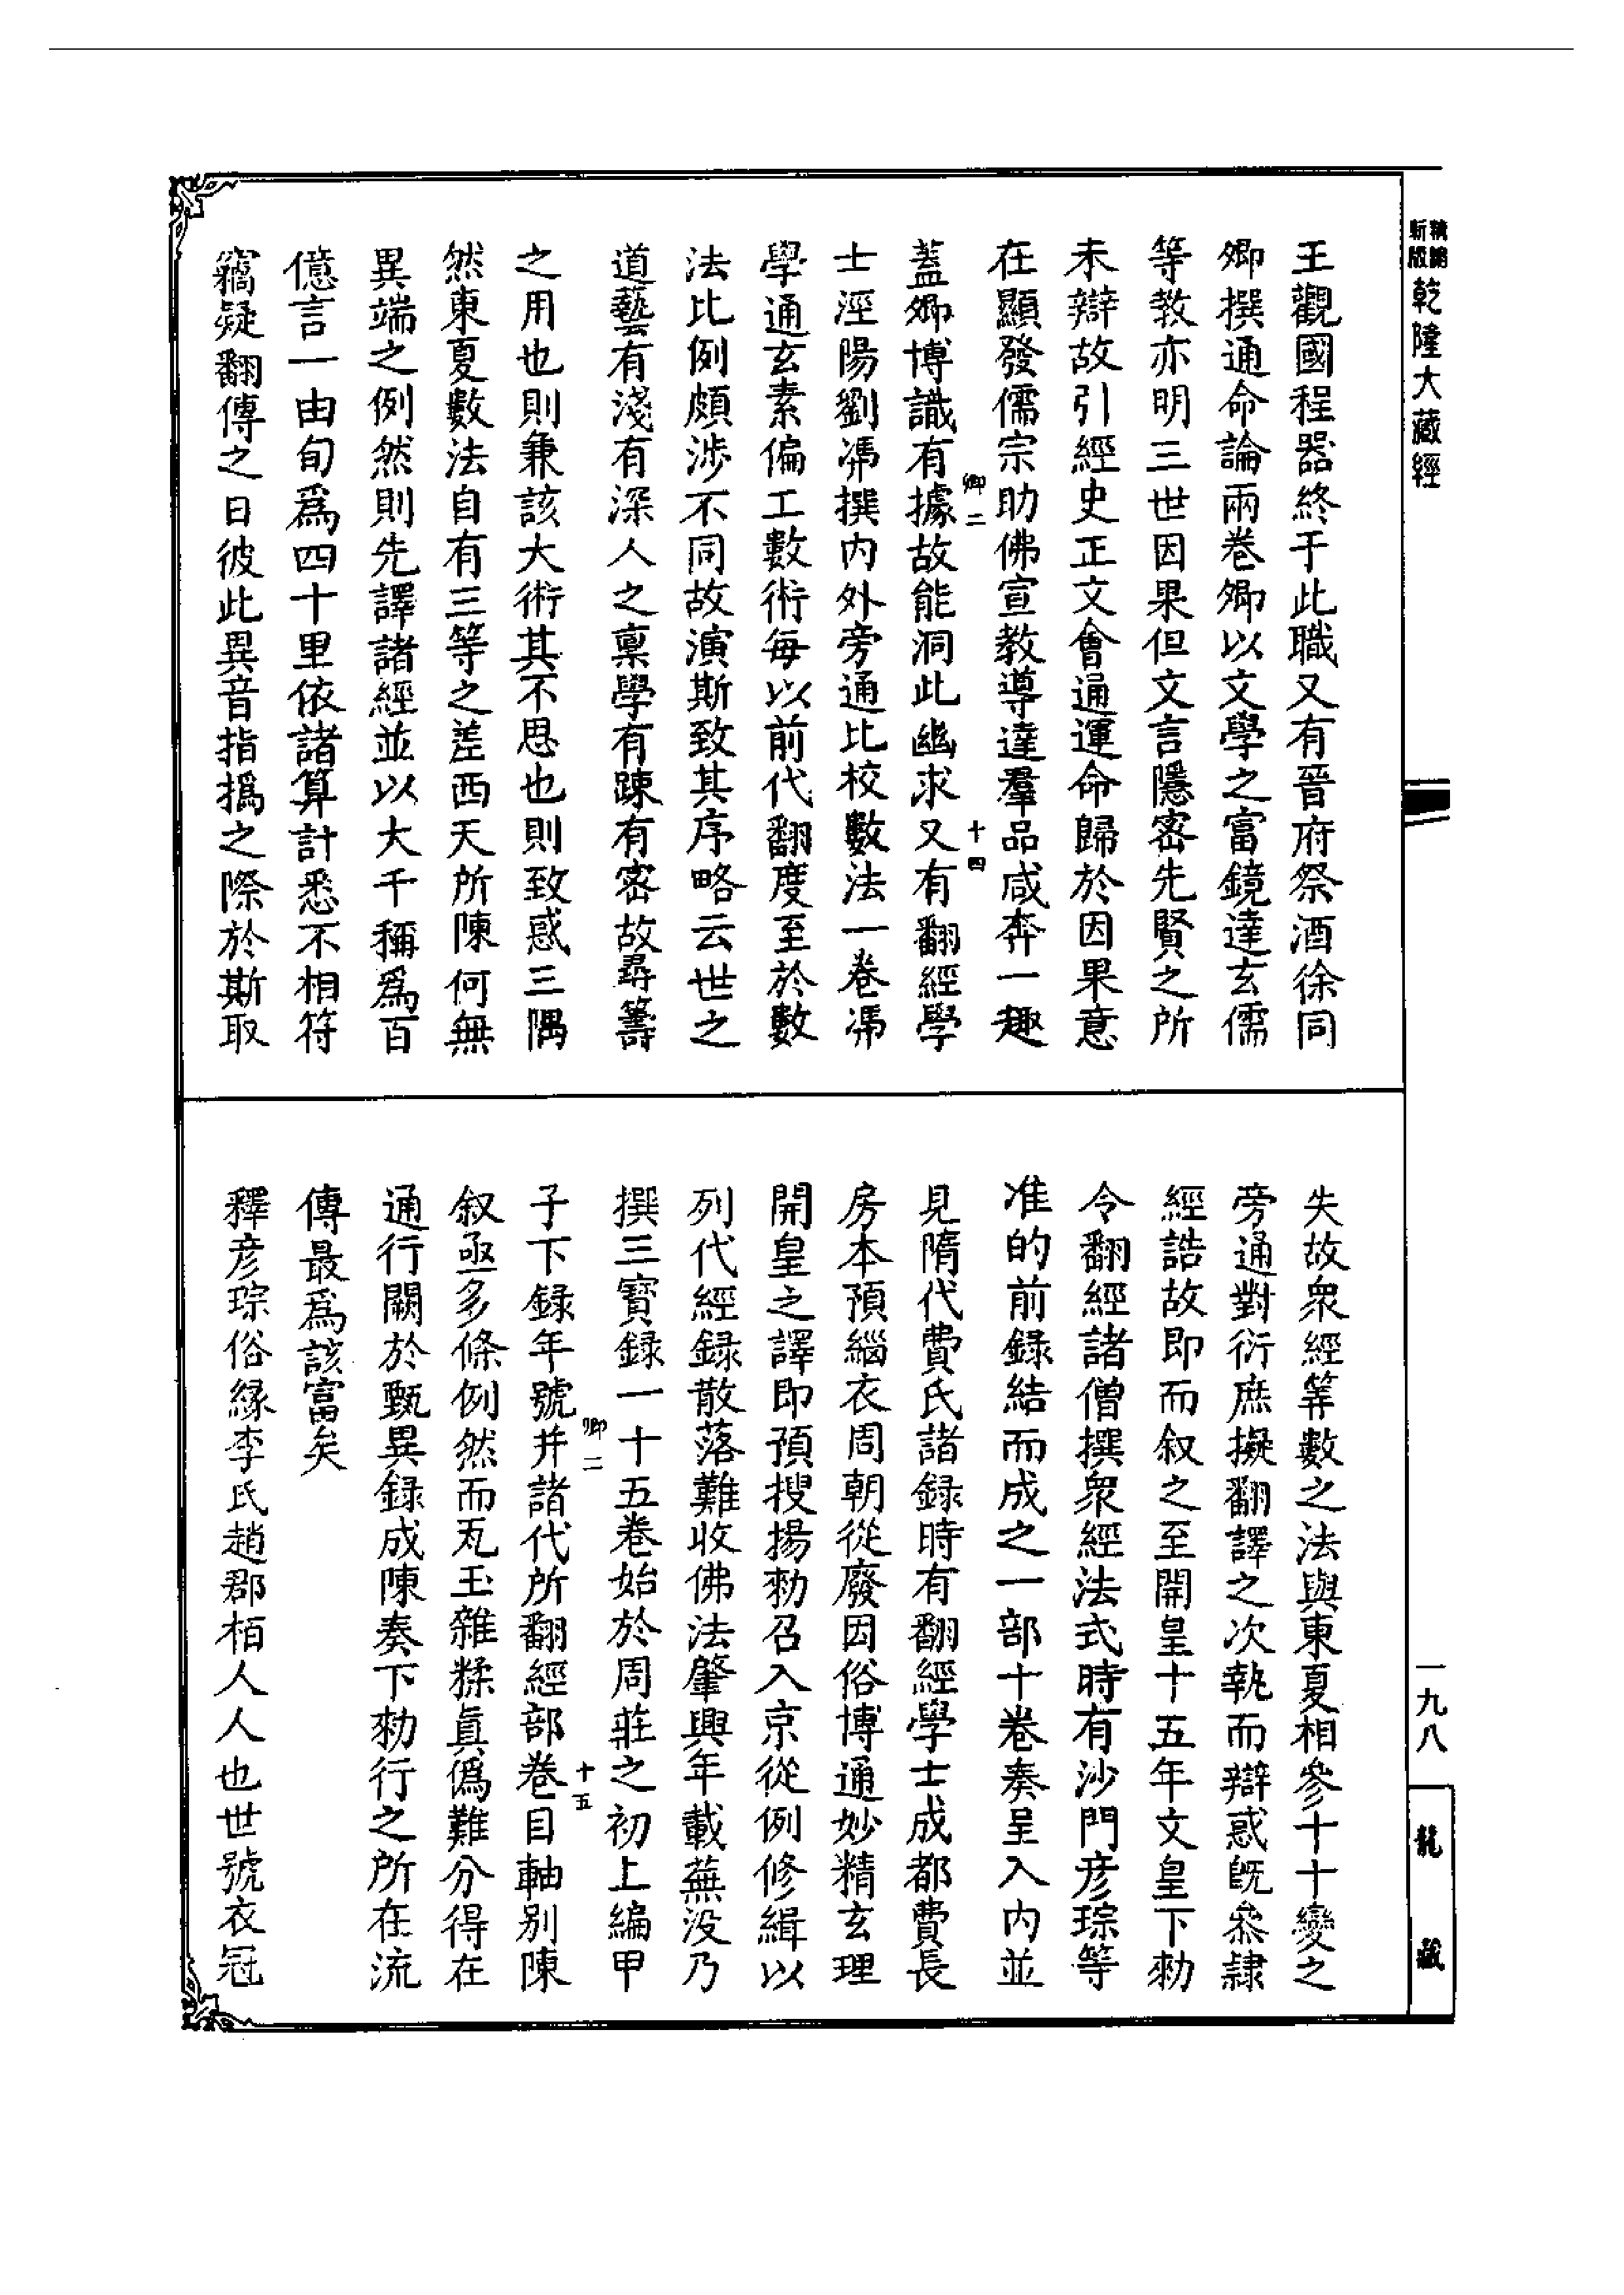 新版
精縮
乾隆大藏經
王觀國程器終于此職又有晉府祭酒徐同
卿撰通命論兩卷卿以文學之富鏡達玄儒
等教亦明三世因果但文言隱密先賢之所
未辯故引經史正文會通運命歸於因果意
在顯發儒宗助佛宣教導達羣品咸奔一趣
卿二
十四
蓋卿博識有據故能洞此幽求又有翻經學
士涇陽劉馮撰內外旁通比校數法一卷馮
學通玄素偏工數術每以前代翻度至於數
法比例頗涉不同故演斯致其序略云世之
道藝有淺有深人之稟學有踈有密故尋籌
之用也則兼該大術其不思也則致惑三隅
然東夏數法自有三等之差西天所陳何無
異端之例然則先譯諸經並以大千稱爲百
億言一由旬爲四十里依諸算計悉不相符
竊疑翻傳之日彼此異音指撝之際於斯取
失故衆經筭數之法與東夏相參十十變之
旁通對衍庶擬翻譯之次執而辯惑旣叅隷
經誥故即而叙之至開皇十五年文皇下勑
令翻經諸僧撰衆經法式時有沙門彥琮等
准的前録結而成之一部十卷奏呈入內並
見隋代費氏諸録時有翻經學士成都費長
房本預緇衣周朝從廢因俗博通妙精玄理
開皇之譯即預搜揚勑召入京從例修緝以
列代經録散落難收佛法肇興年載蕪没乃
撰三寳録一十五卷始於周莊之初上編甲
卿二
十五
子下録年號并諸代所翻經部卷目軸别陳
叙亟多條例然而瓦玉雜糅眞僞難分得在
通行闕於甄異録成陳奏下勑行之所在流
傳最爲該富矣
釋彥琮俗緣李氏趙郡栢人人也世號衣冠
一九八
龍藏